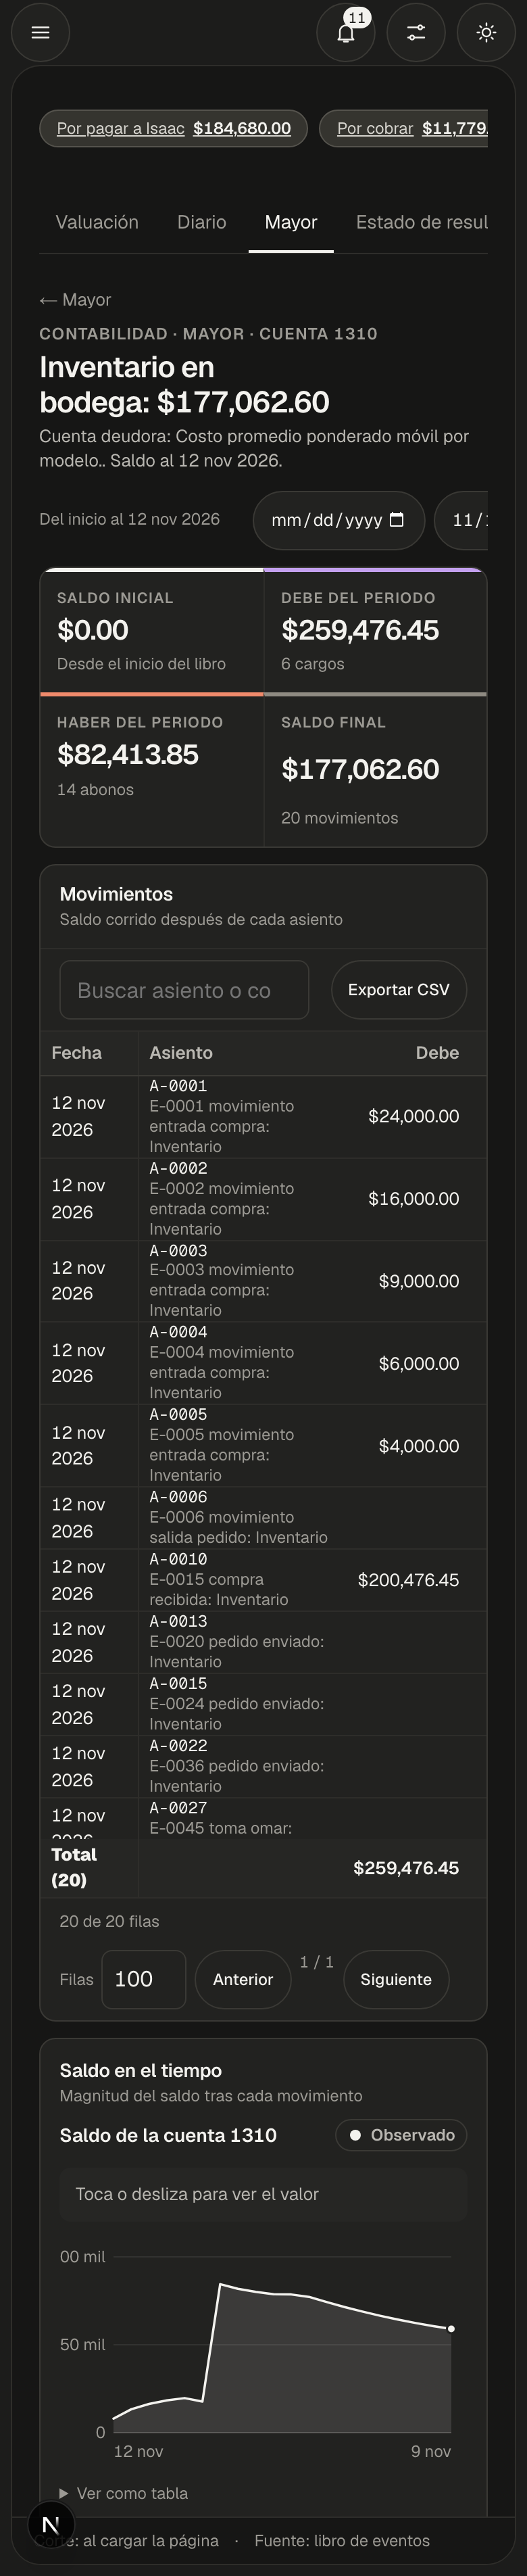 11
Por pagar a Isaac $184,680.00 Por cobrar $11,779.
Valuación Diario Mayor Estado de resul
← Mayor
CONTABILIDAD · MAYOR · CUENTA 1310
Inventario en
bodega: $177,062.60
Cuenta deudora: Costo promedio ponderado móvil por
modelo.. Saldo al 12 nov 2026.
Del inicio al 12 nov 2026 mm/dd/yyyy 11/
SALDO INICIAL DEBE DEL PERIODO
$0.00 $259,476.45
Desde el inicio del libro 6 cargos
HABER DEL PERIODO SALDO FINAL
$82,413.85 $177,062.60
14 abonos 20 movimientos
Movimientos
Saldo corrido después de cada asiento
Buscar asiento o co Exportar CSV
Fecha Asiento Debe
12 nov 2026 A-0001
E-0001 movimiento
entrada compra: $24,000.00
Inventario
12 nov 2026 A-0002
E-0002 movimiento
entrada compra: $16,000.00
Inventario
12 nov 2026 A-0003
E-0003 movimiento
entrada compra: $9,000.00
Inventario
12 nov 2026 A-0004
E-0004 movimiento
entrada compra: $6,000.00
Inventario
12 nov 2026 A-0005
E-0005 movimiento
entrada compra: $4,000.00
Inventario
12 nov 2026 A-0006
E-0006 movimiento
salida pedido: Inventario
12 nov 2026 A-0010
E-0015 compra $200,476.45
recibida: Inventario
12 nov 2026 A-0013
E-0020 pedido enviado:
Inventario
12 nov 2026 A-0015
E-0024 pedido enviado:
Inventario
12 nov 2026 A-0022
E-0036 pedido enviado:
Inventario
12 nov A-0027
E-0045 toma omar:
Total (20) $259,476.45
20 de 20 filas
Filas 100 Anterior 1 / 1 Siguiente
Saldo en el tiempo
Magnitud del saldo tras cada movimiento
Saldo de la cuenta 1310 Observado
Toca o desliza para ver el valor
00 mil
50 mil
0
12 nov 9 nov
▶ Ver como tabla
N
Corte: al cargar la página · Fuente: libro de eventos